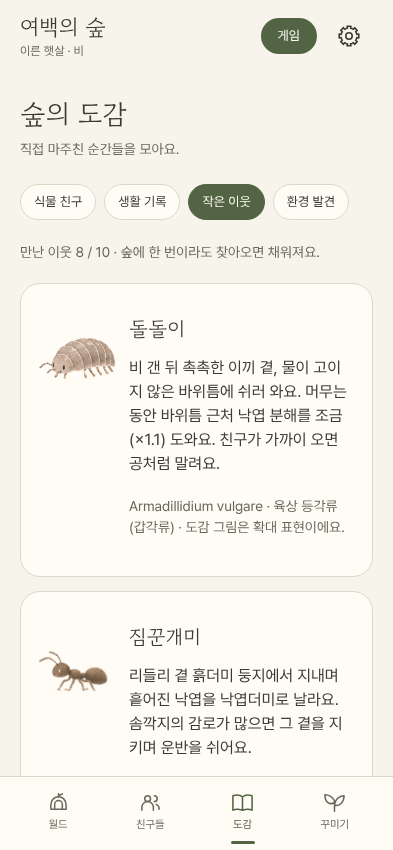 여백의 숲
이른 햇살 · 비
게임
숲의 도감
직접 마주친 순간들을 모아요.
식물 친구
생활 기록
작은 이웃
환경 발견
만난 이웃 8 / 10 · 숲에 한 번이라도 찾아오면 채워져요.
돌돌이
비 갠 뒤 촉촉한 이끼 곁, 물이 고이
지 않은 바위틈에 쉬러 와요. 머무는
동안 바위틈 근처 낙엽 분해를 조금
(×1.1) 도와요. 친구가 가까이 오면
공처럼 말려요.
Armadillidium vulgare · 육상 등각류
(갑각류) · 도감 그림은 확대 표현이에요.
짐꾼개미
리들리 곁 흙더미 둥지에서 지내며
흩어진 낙엽을 낙엽더미로 날라요.
솜깍지의 감로가 많으면 그 곁을 지
키며 운반을 쉬어요.
월드
친구들
도감
꾸미기